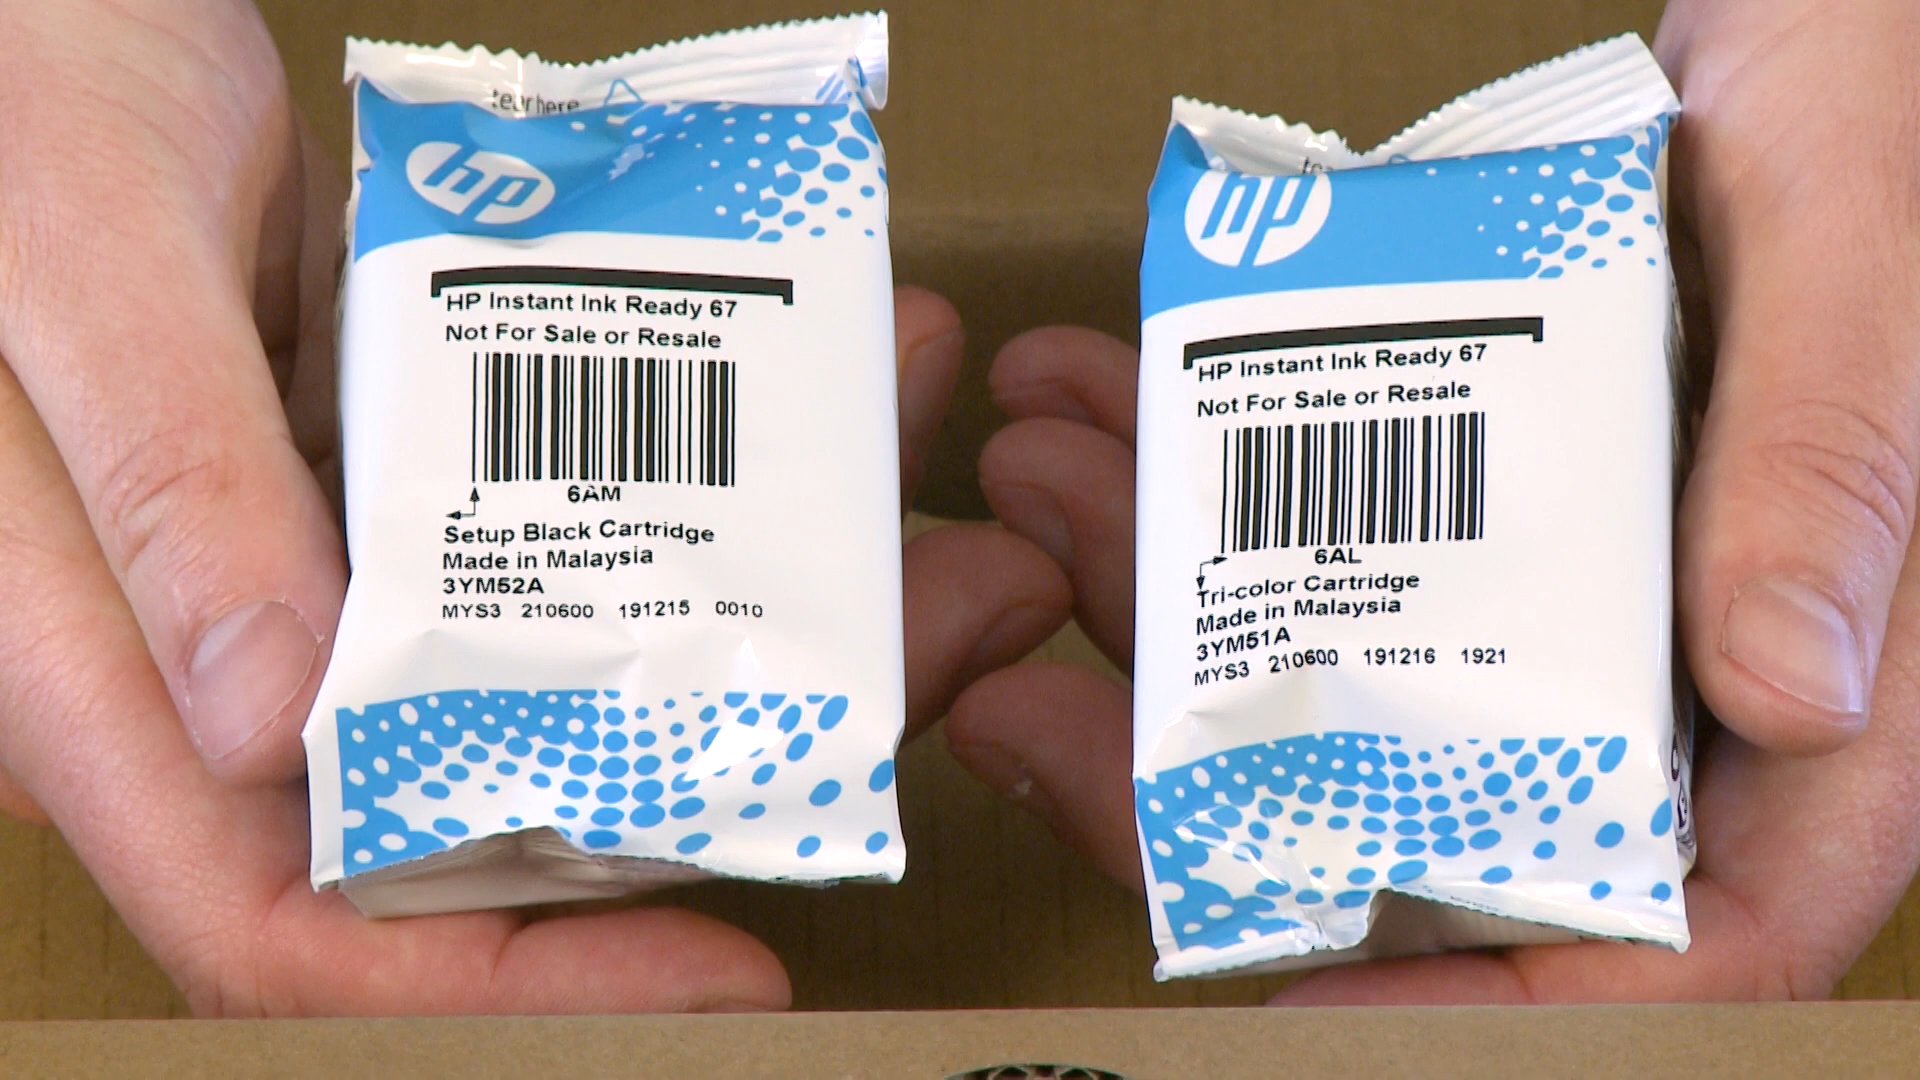 tear here
hp
HP Instant Ink Ready 67
Not For Sale or Resale
6AM
Setup Black Cartridge
Made in Malaysia
3YM52A
MYS3 210600 191215 0010
hp
HP Instant Ink Ready 67
Not For Sale or Resale
6AL
Tri-color Cartridge
Made in Malaysia
3YM51A
MYS3 210600 191216 1921